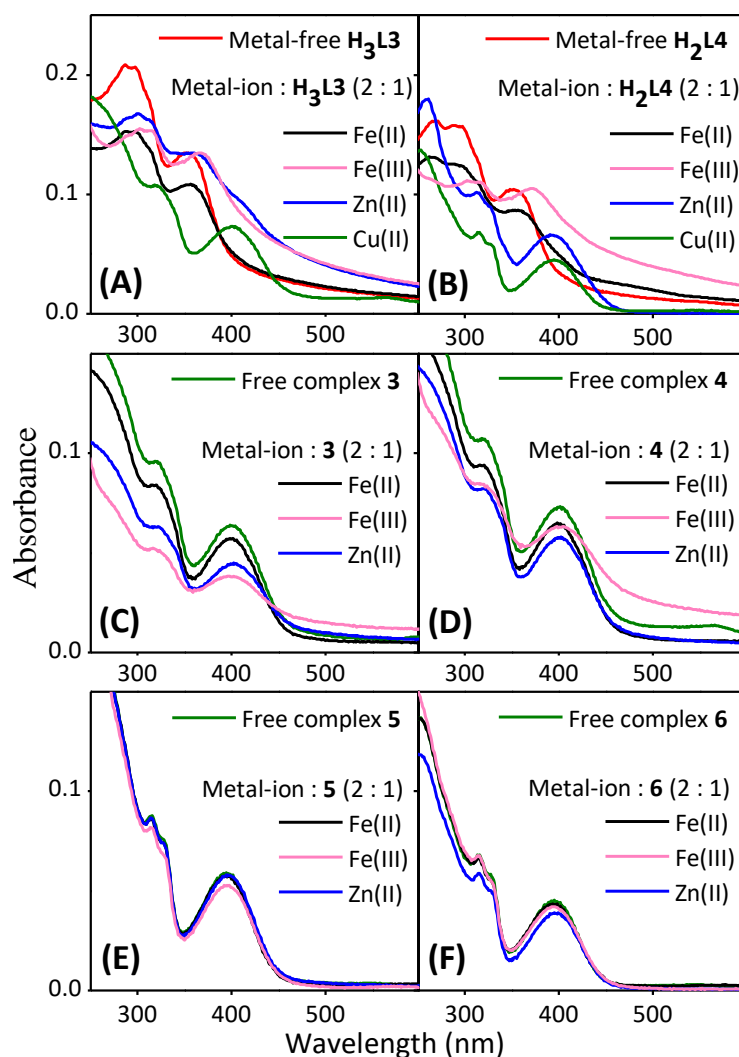 Metal-free H₃L3
Metal-ion : H₃L3 (2 : 1)
Fe(II)
Fe(III)
Zn(II)
Cu(II)
(A)
0.2
0.1
0.0
300 400 500
Metal-free H₂L4
Metal-ion : H₂L4 (2 : 1)
Fe(II)
Fe(III)
Zn(II)
Cu(II)
(B)
300 400 500
Free complex 3
Metal-ion : 3 (2 : 1)
Fe(II)
Fe(III)
Zn(II)
(C)
0.1
0.0
300 400 500
Free complex 4
Metal-ion : 4 (2 : 1)
Fe(II)
Fe(III)
Zn(II)
(D)
300 400 500
Free complex 5
Metal-ion : 5 (2 : 1)
Fe(II)
Fe(III)
Zn(II)
(E)
0.1
0.0
300 400 500
Free complex 6
Metal-ion : 6 (2 : 1)
Fe(II)
Fe(III)
Zn(II)
(F)
300 400 500
Absorbance
Wavelength (nm)